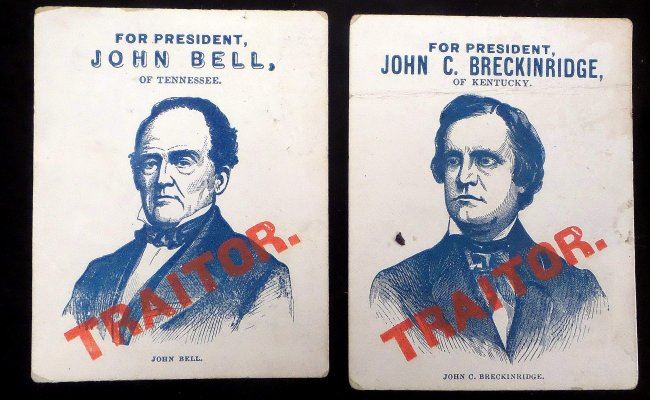 FOR PRESIDENT,
JOHN BELL,
OF TENNESSEE.
TRAITOR.
JOHN BELL.
FOR PRESIDENT,
JOHN C. BRECKINRIDGE,
OF KENTUCKY.
TRAITOR.
JOHN C. BRECKINRIDGE.